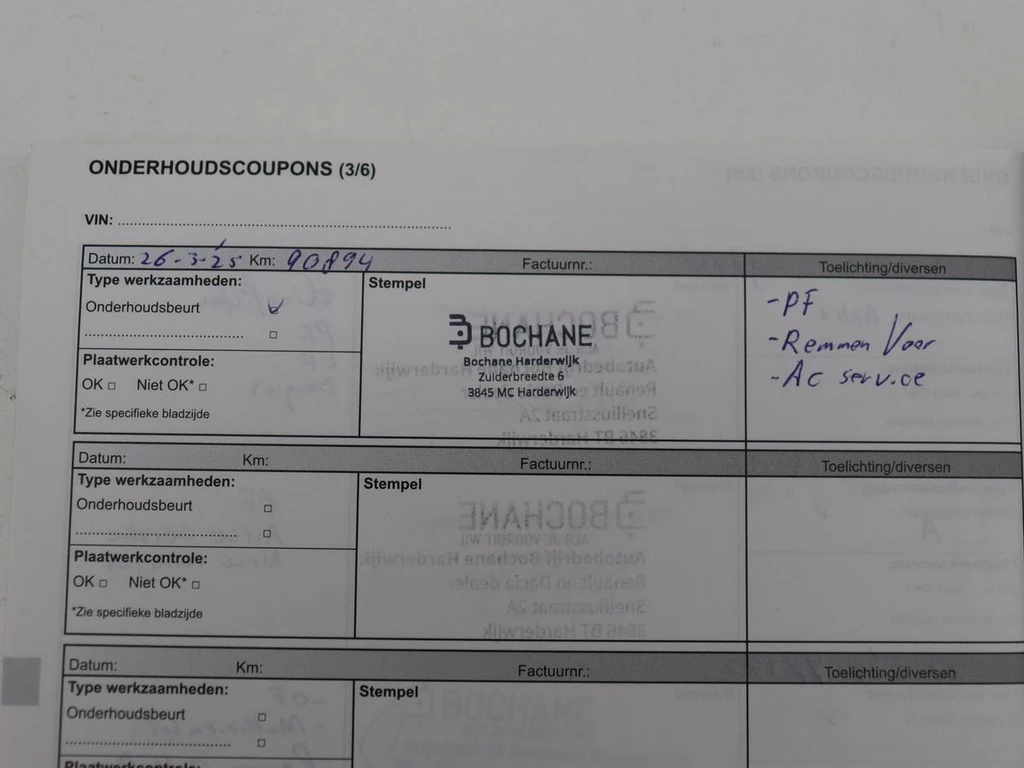 ONDERHOUDSCOUPONS (3/6)
VIN:
Datum: 26-3-25 Km: 90894 Factuurnr.: Toelichting/diversen
Type werkzaamheden: Stempel
Onderhoudsbeurt
Plaatwerkcontrole:
OK Niet OK*
*Zie specifieke bladzijde
BOCHANE
Bochane Harderwijk
Zuiderbreedte 6
3845 MC Harderwijk
- PF
- Remmen Voor
- Ac service
Datum: Km: Factuurnr.: Toelichting/diversen
Type werkzaamheden: Stempel
Onderhoudsbeurt
Plaatwerkcontrole:
OK Niet OK*
*Zie specifieke bladzijde
Datum: Km: Factuurnr.: Toelichting/diversen
Type werkzaamheden: Stempel
Onderhoudsbeurt
Plaatwerkcontrole: